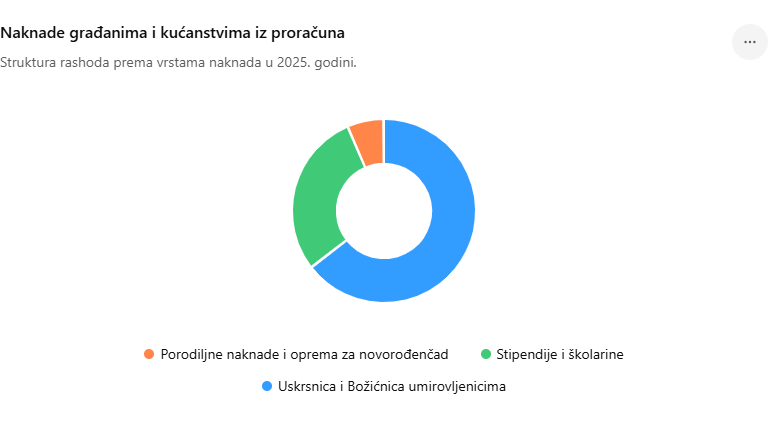 Naknade građanima i kućanstvima iz proračuna
Struktura rashoda prema vrstama naknada u 2025. godini.
Porodiljne naknade i oprema za novorođenčad
Stipendije i školarine
Uskrsnica i Božićnica umirovljenicima